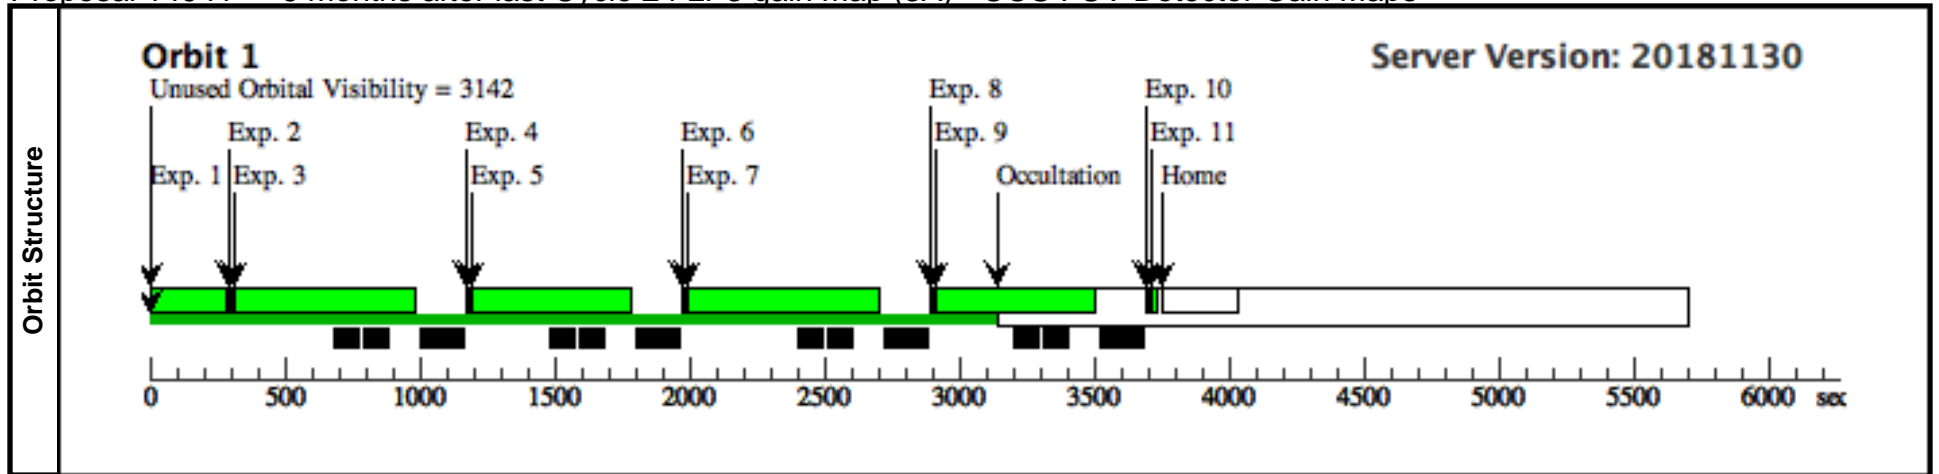 Orbit Structure
Orbit 1
Server Version: 20181130
Unused Orbital Visibility = 3142
Exp. 8
Exp. 10
Exp. 2
Exp. 4
Exp. 6
Exp. 9
Exp. 11
Exp. 1
Exp. 3
Exp. 5
Exp. 7
Occultation
Home
0
500
1000
1500
2000
2500
3000
3500
4000
4500
5000
5500
6000
sec